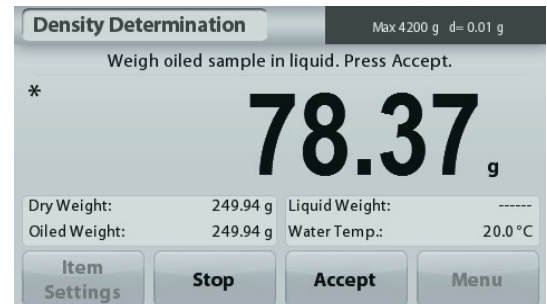 Density Determination
Max 4200 g d= 0.01 g
Weigh oiled sample in liquid. Press Accept.
*
78.37 g
Dry Weight: 249.94 g Liquid Weight: ------
Oiled Weight: 249.94 g Water Temp.: 20.0 °C
Item Settings Stop Accept Menu